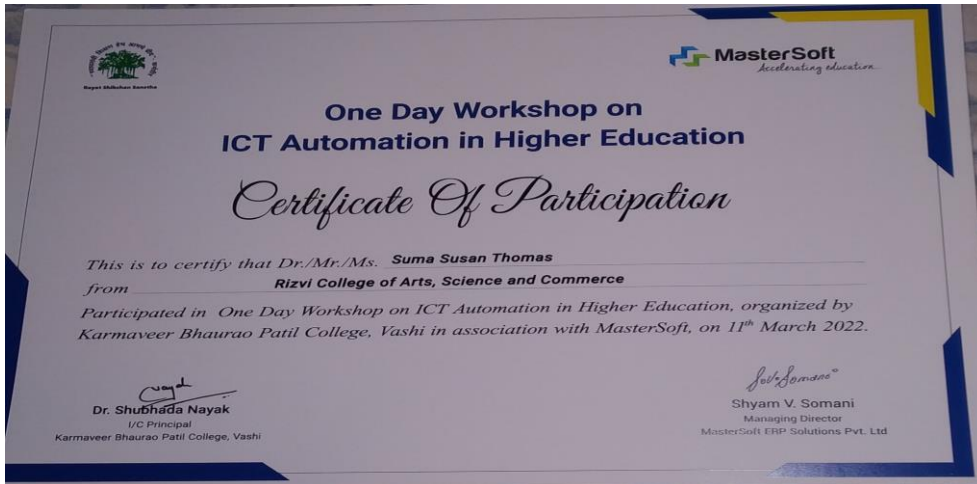 Rayat Shikshan Sanstha
MasterSoft
Accelerating education
One Day Workshop on
ICT Automation in Higher Education
Certificate Of Participation
This is to certify that Dr./Mr./Ms. Suma Susan Thomas
from Rizvi College of Arts, Science and Commerce
Participated in One Day Workshop on ICT Automation in Higher Education, organized by
Karmaveer Bhaurao Patil College, Vashi in association with MasterSoft, on 11th March 2022.
Dr. Shubhada Nayak
I/C Principal
Karmaveer Bhaurao Patil College, Vashi
Shyam V. Somani
Managing Director
MasterSoft ERP Solutions Pvt. Ltd